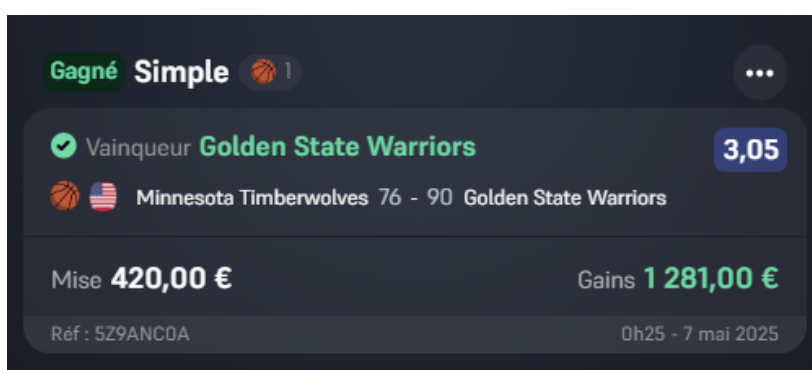 Gagné Simple 1
Vainqueur Golden State Warriors 3,05
Minnesota Timberwolves 76 - 90 Golden State Warriors
Mise 420,00 € Gains 1 281,00 €
Réf : 5Z9ANC0A 0h25 - 7 mai 2025